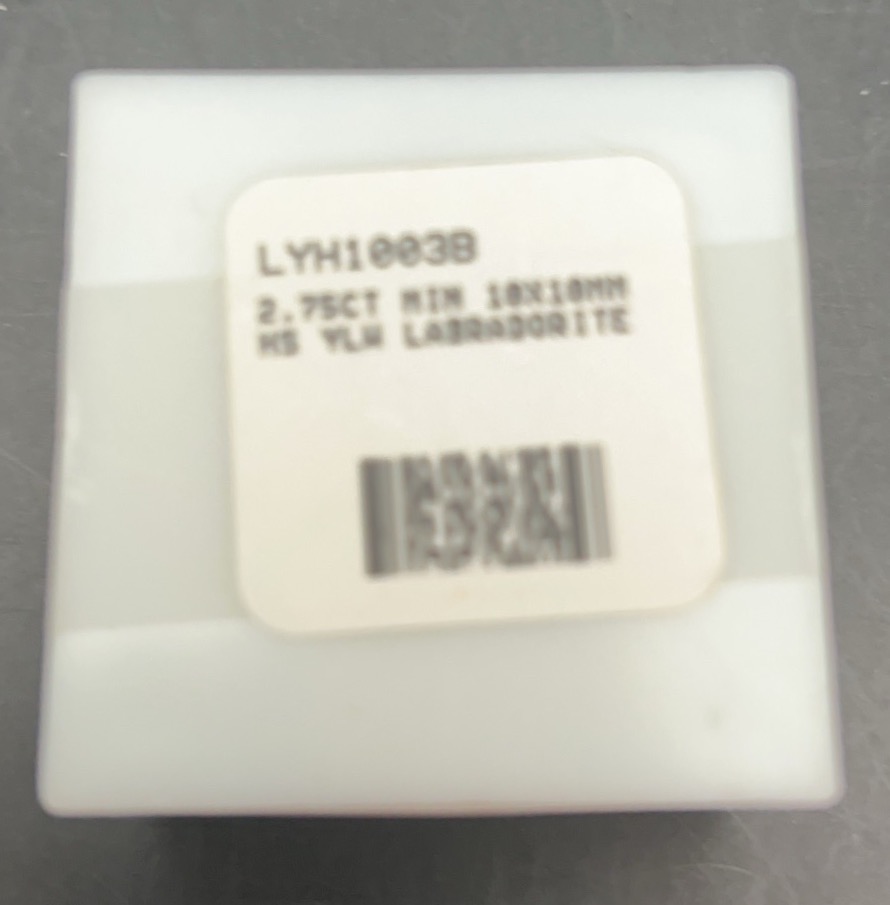 LYH1003B
2.75CT MIN 10X10MM
HS YLW LABRADORITE